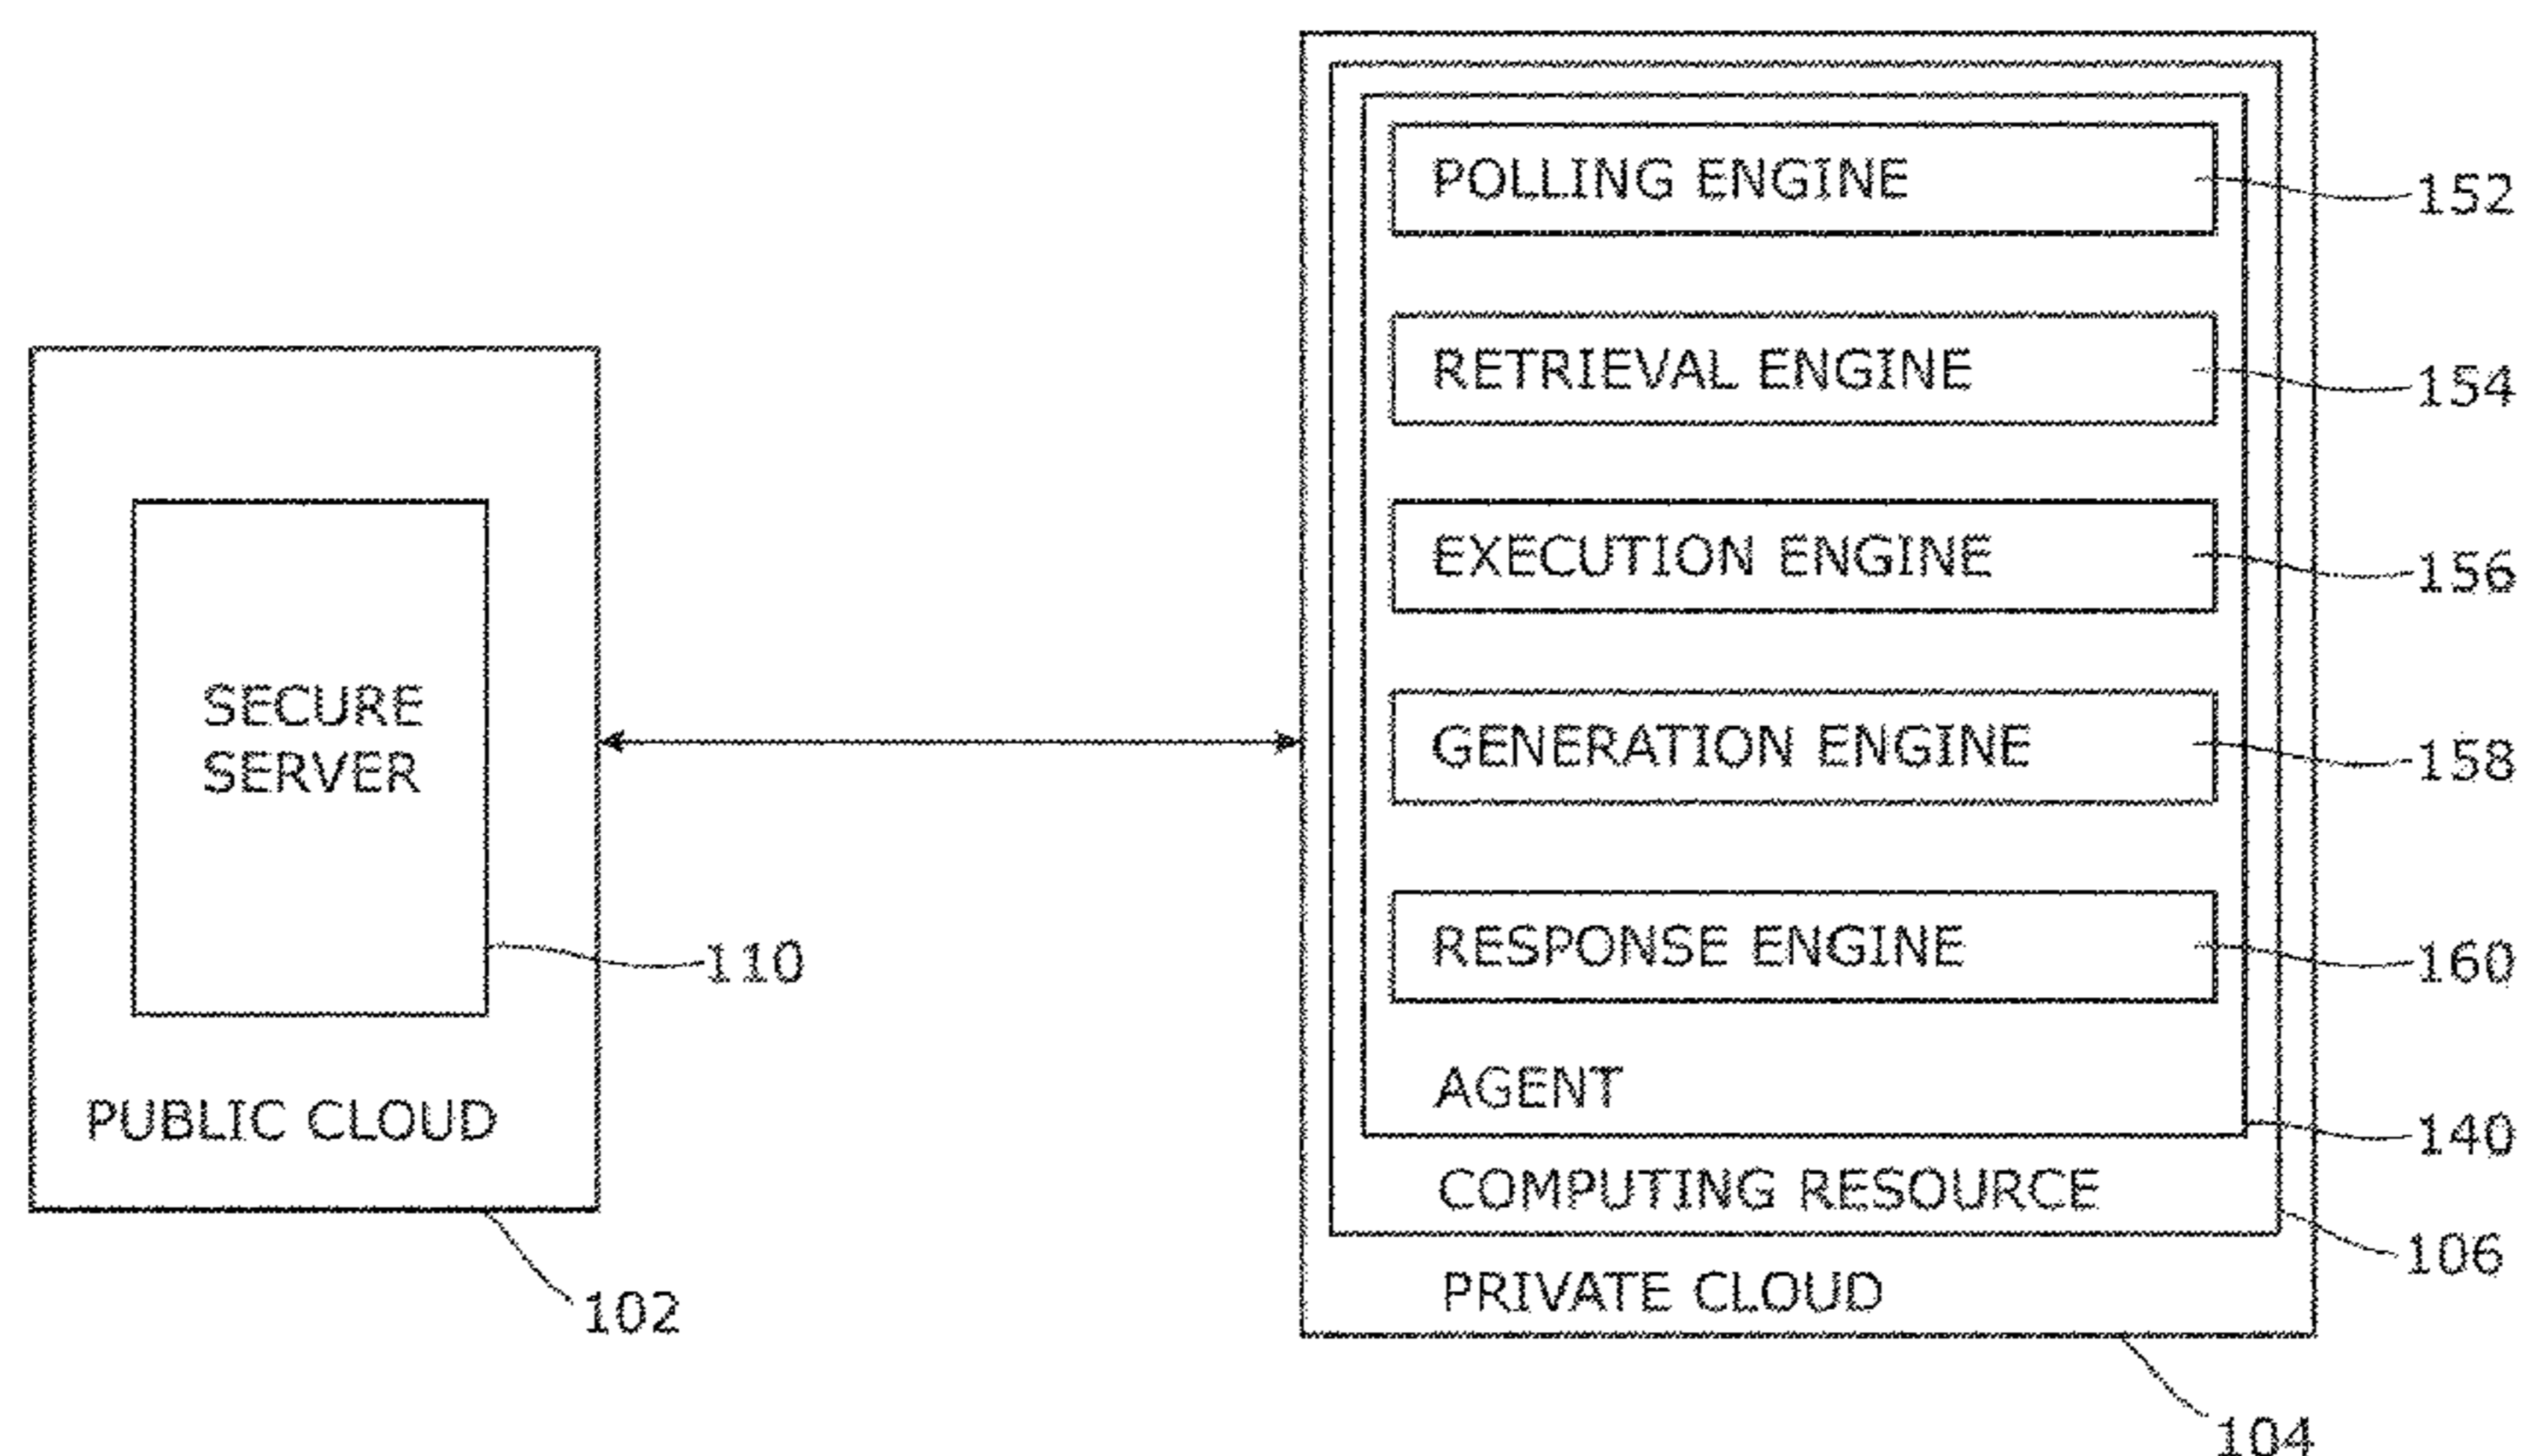 POLLING ENGINE
152
RETRIEVAL ENGINE
154
EXECUTION ENGINE
156
SECURE
SERVER
GENERATION ENGINE
158
110
RESPONSE ENGINE
160
PUBLIC CLOUD
AGENT
140
COMPUTING RESOURCE
106
102
PRIVATE CLOUD
104